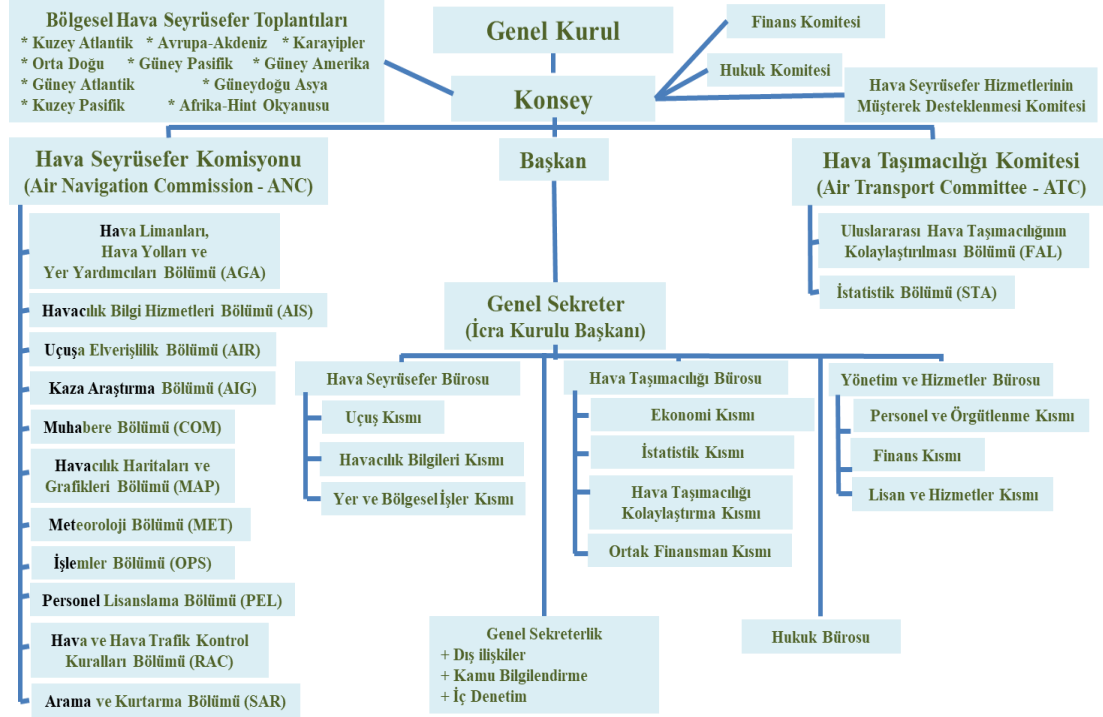 Bölgesel Hava Seyrüsefer Toplantıları
* Kuzey Atlantik * Avrupa-Akdeniz * Karayipler
* Orta Doğu * Güney Pasifik * Güney Amerika
* Güney Atlantik * Güneydoğu Asya
* Kuzey Pasifik * Afrika-Hint Okyanusu
Genel Kurul
Konsey
Finans Komitesi
Hukuk Komitesi
Hava Seyrüsefer Hizmetlerinin
Müşterek Desteklenmesi Komitesi
Hava Seyrüsefer Komisyonu
(Air Navigation Commission - ANC)
Başkan
Hava Taşımacılığı Komitesi
(Air Transport Committee - ATC)
Hava Limanları,
Hava Yolları ve
Yer Yardımcıları Bölümü (AGA)
Havacılık Bilgi Hizmetleri Bölümü (AIS)
Uçuşa Elverişlilik Bölümü (AIR)
Kaza Araştırma Bölümü (AIG)
Muhabere Bölümü (COM)
Havacılık Haritaları ve
Grafikleri Bölümü (MAP)
Meteoroloji Bölümü (MET)
İşlemler Bölümü (OPS)
Personel Lisanslama Bölümü (PEL)
Hava ve Hava Trafik Kontrol
Kuralları Bölümü (RAC)
Arama ve Kurtarma Bölümü (SAR)
Uluslararası Hava Taşımacılığının
Kolaylaştırılması Bölümü (FAL)
İstatistik Bölümü (STA)
Genel Sekreter
(İcra Kurulu Başkanı)
Hava Seyrüsefer Bürosu
Uçuş Kısmı
Havacılık Bilgileri Kısmı
Yer ve Bölgesel İşler Kısmı
Hava Taşımacılığı Bürosu
Ekonomi Kısmı
İstatistik Kısmı
Hava Taşımacılığı
Kolaylaştırma Kısmı
Ortak Finansman Kısmı
Yönetim ve Hizmetler Bürosu
Personel ve Örgütlenme Kısmı
Finans Kısmı
Lisan ve Hizmetler Kısmı
Genel Sekreterlik
+ Dış ilişkiler
+ Kamu Bilgilendirme
+ İç Denetim
Hukuk Bürosu